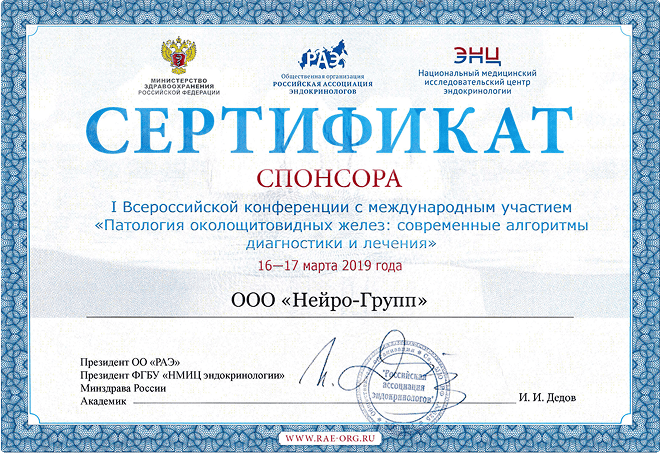 МИНИСТЕРСТВО
ЗДРАВООХРАНЕНИЯ
РОССИЙСКОЙ ФЕДЕРАЦИИ
РАЭ
Общественная организация
РОССИЙСКАЯ АССОЦИАЦИЯ
ЭНДОКРИНОЛОГОВ
ЭНЦ
Национальный медицинский
исследовательский центр
эндокринологии
СЕРТИФИКАТ
СПОНСОРА
I Всероссийской конференции с международным участием
«Патология околощитовидных желез: современные алгоритмы
диагностики и лечения»
16—17 марта 2019 года
ООО «Нейро-Групп»
Президент ОО «РАЭ»
Президент ФГБУ «НМИЦ эндокринологии»
Минздрава России
Академик
И. И. Дедов
"Российская
ассоциация
эндокринологов"
WWW.RAE-ORG.RU